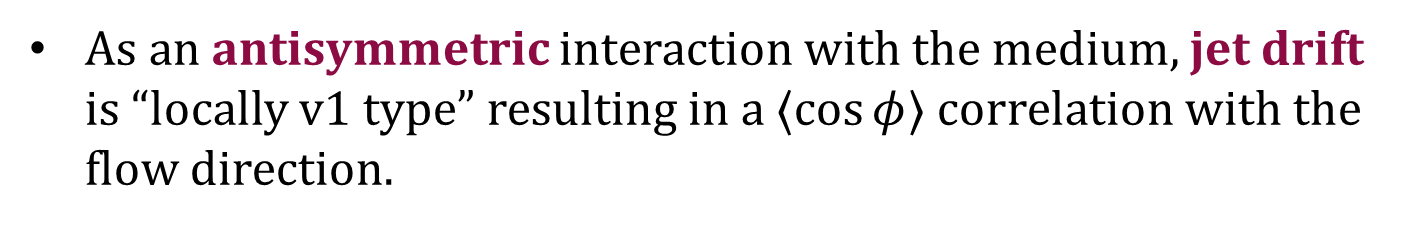 • As an antisymmetric interaction with the medium, jet drift
is “locally v1 type” resulting in a ⟨cos ϕ⟩ correlation with the
flow direction.